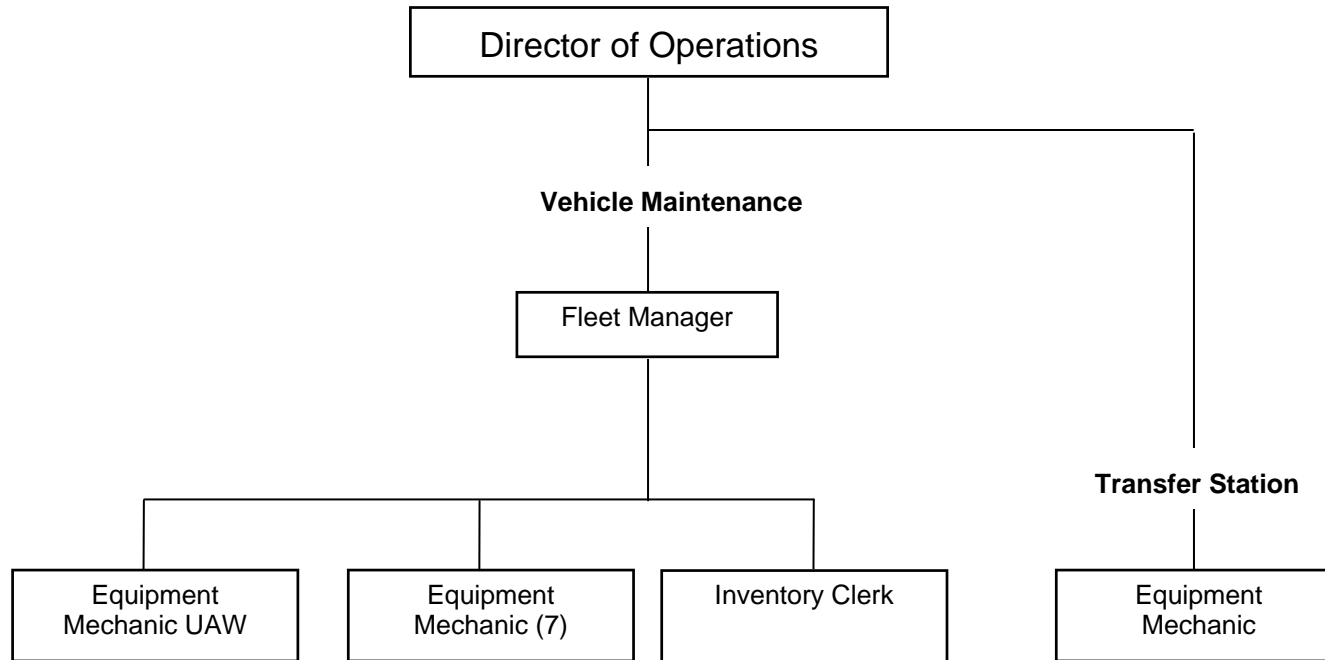 Director of Operations
Vehicle Maintenance
Fleet Manager
Transfer Station
Equipment
Mechanic UAW
Equipment
Mechanic (7)
Inventory Clerk
Equipment
Mechanic